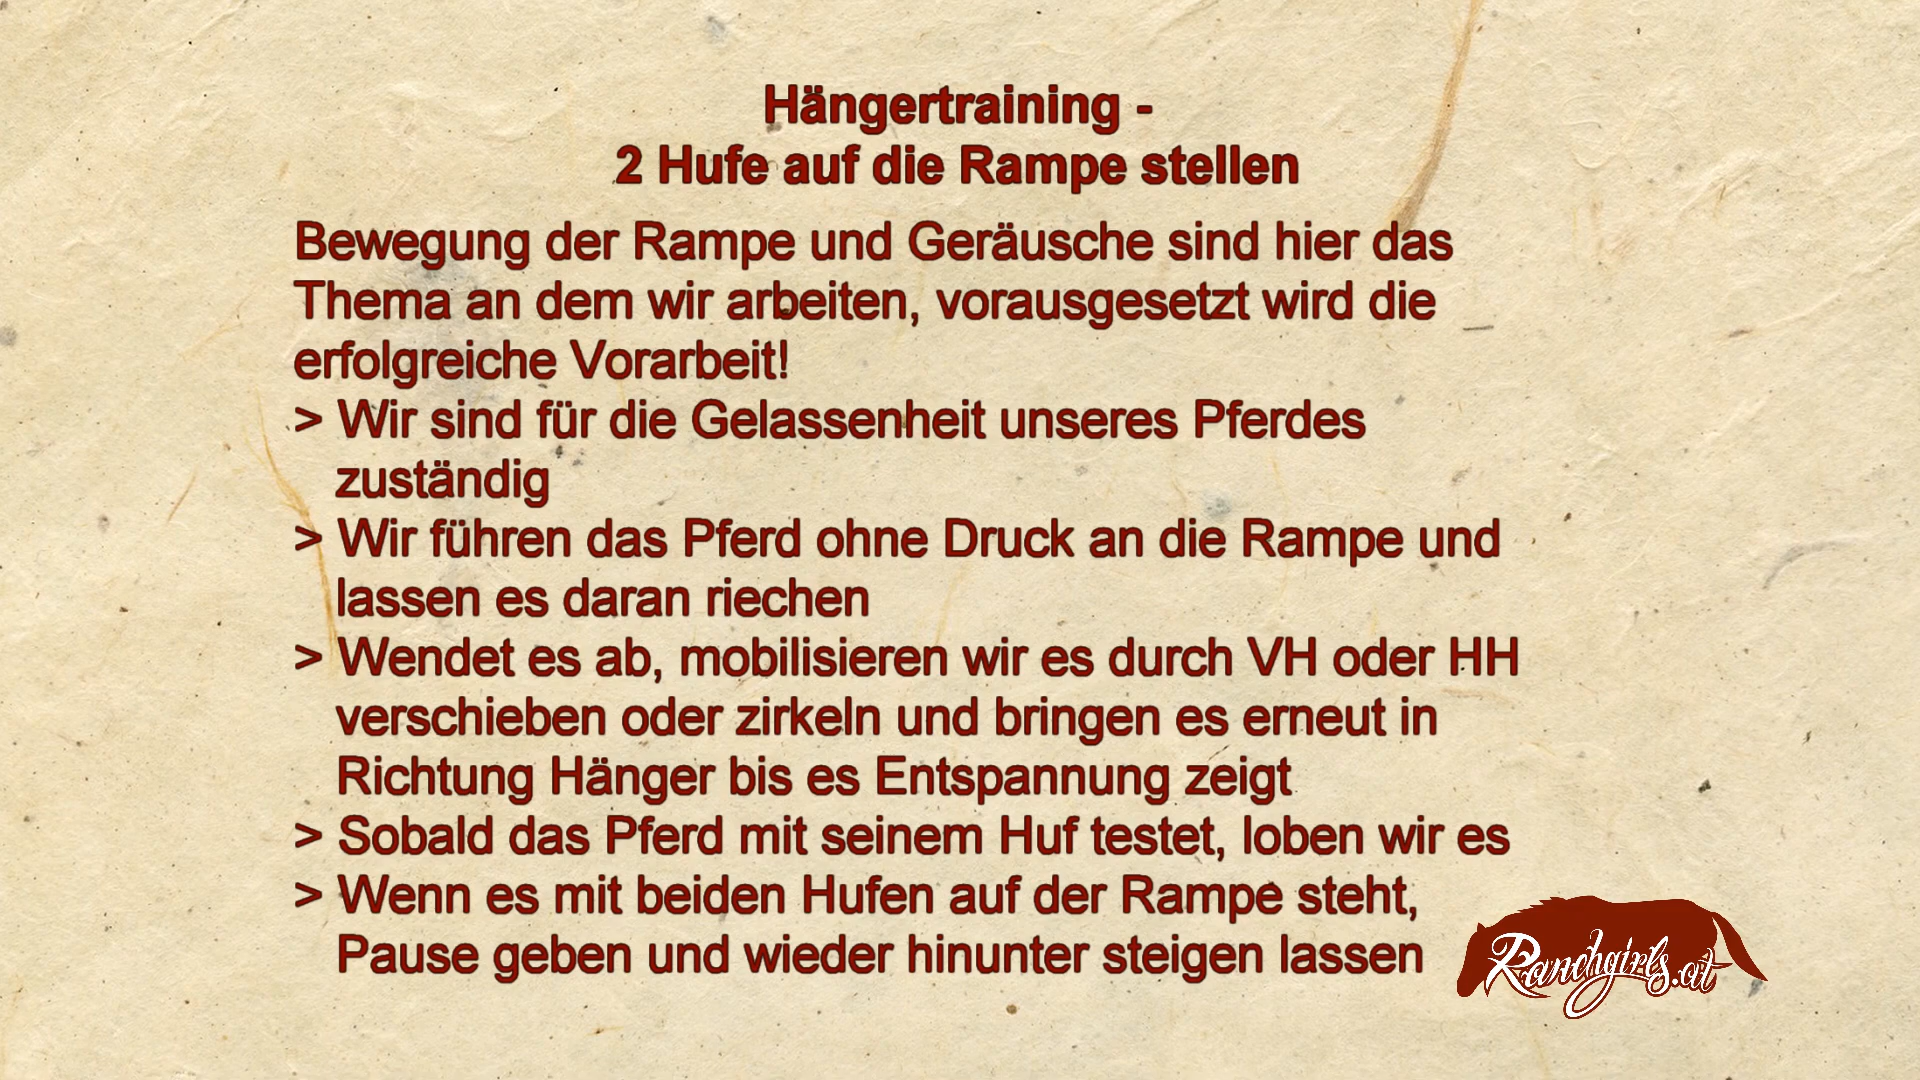 Hängertraining -
2 Hufe auf die Rampe stellen
Bewegung der Rampe und Geräusche sind hier das
Thema an dem wir arbeiten, vorausgesetzt wird die
erfolgreiche Vorarbeit!
> Wir sind für die Gelassenheit unseres Pferdes
zuständig
> Wir führen das Pferd ohne Druck an die Rampe und
lassen es daran riechen
> Wendet es ab, mobilisieren wir es durch VH oder HH
verschieben oder zirkeln und bringen es erneut in
Richtung Hänger bis es Entspannung zeigt
> Sobald das Pferd mit seinem Huf testet, loben wir es
> Wenn es mit beiden Hufen auf der Rampe steht,
Pause geben und wieder hinunter steigen lassen
Ranchgirls.at